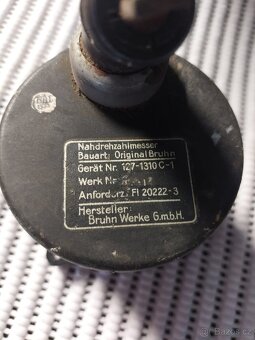 Nahdrehzahlmesser
Bauart: Original Bruhn
Gerät Nr. 127-1310 C-1
Werk Nr.
Anforderz. Fl 20222-3
Hersteller:
Bruhn Werke G.m.b.H.